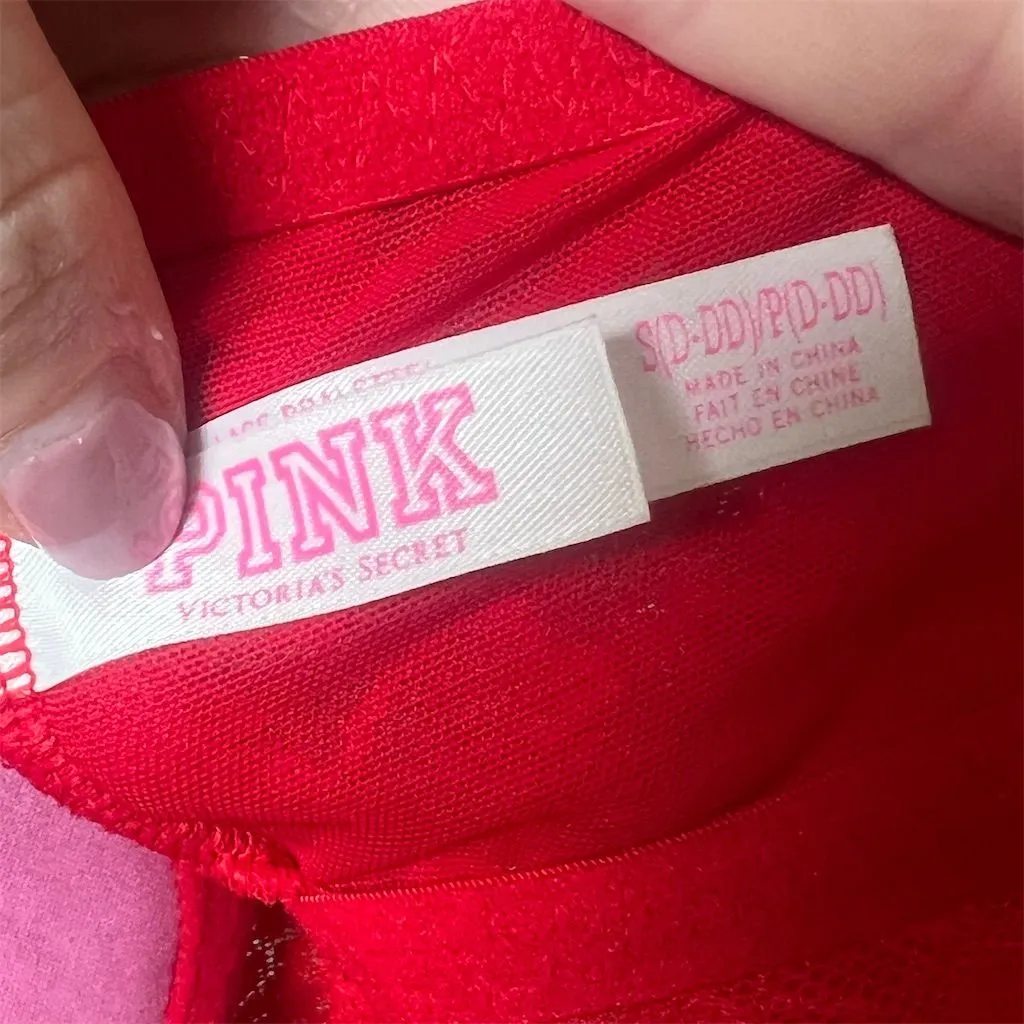 PINK
VICTORIA'S SECRET
S(D-DD)/P(D-DD)
MADE IN CHINA
FAIT EN CHINE
HECHO EN CHINA